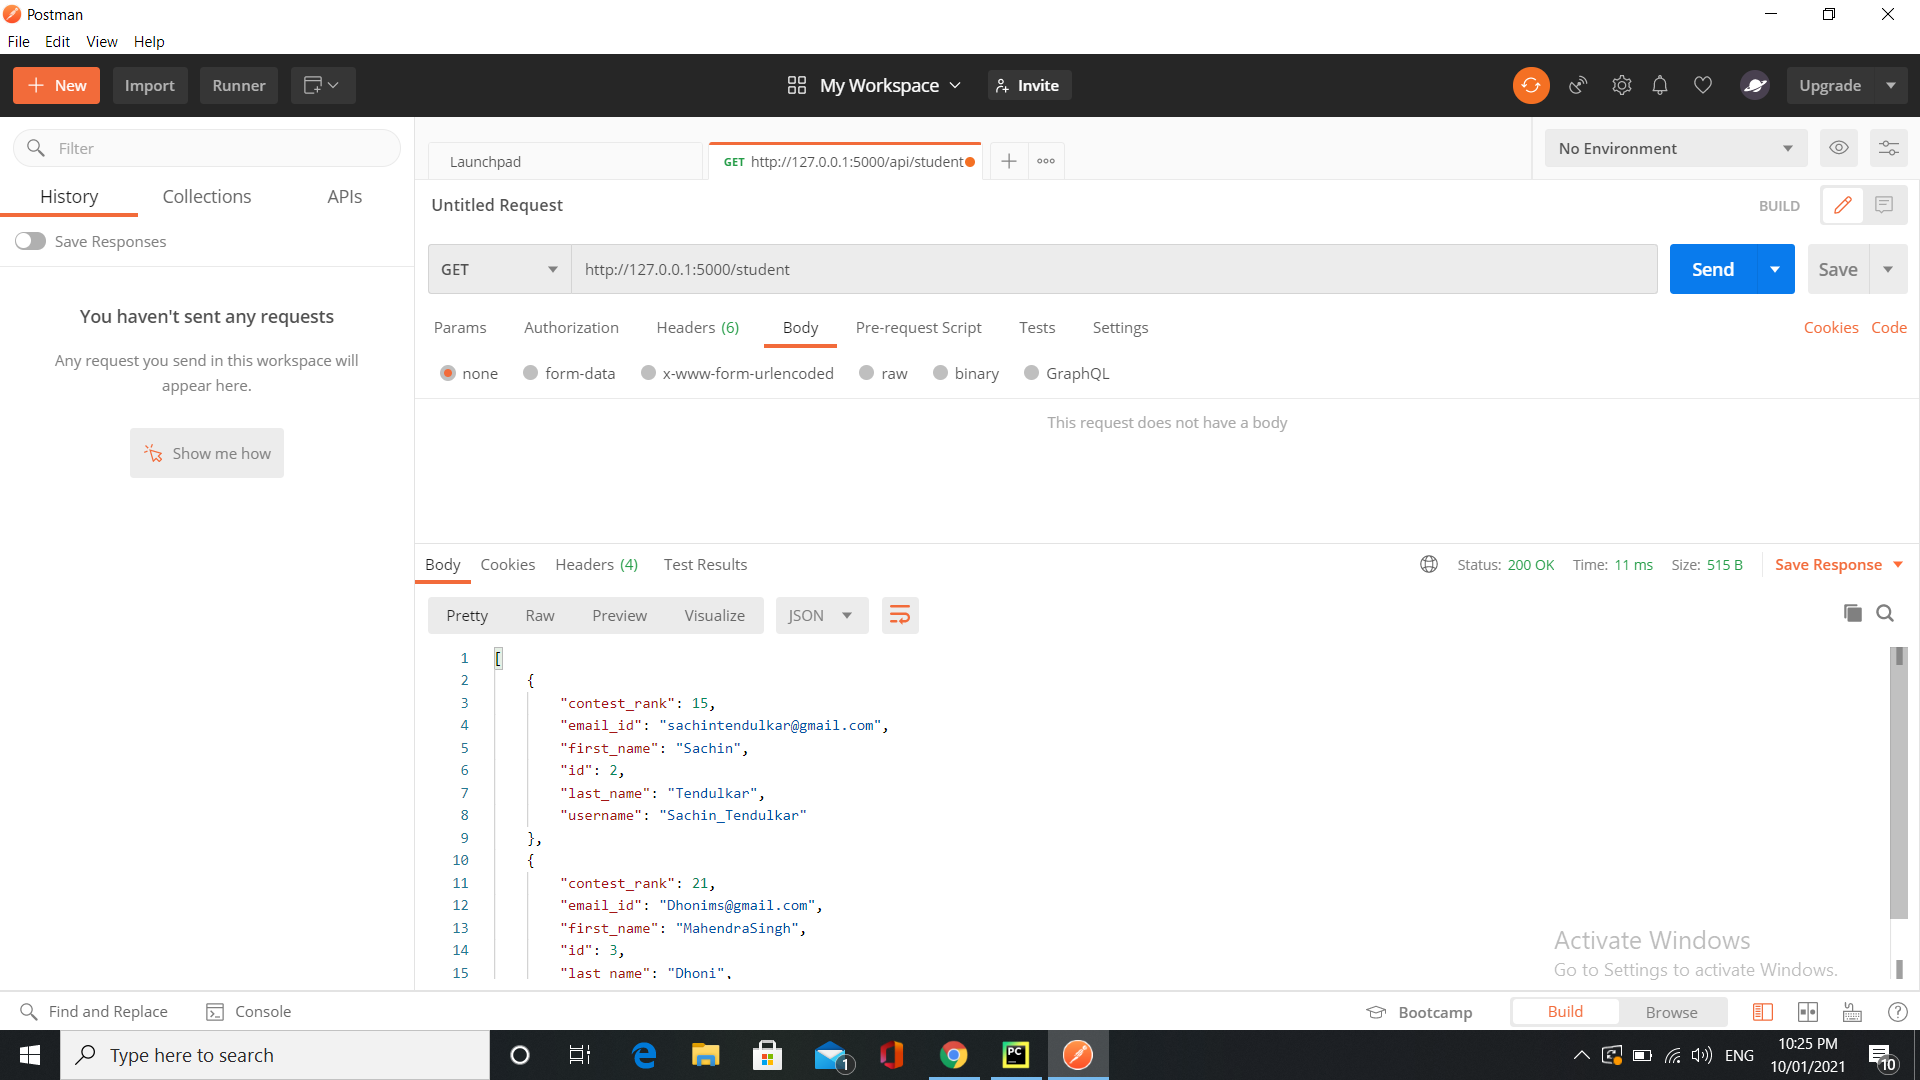 Postman
File Edit View Help
New Import Runner My Workspace Invite Upgrade
Filter
History Collections APIs
Save Responses
You haven't sent any requests
Any request you send in this workspace will
appear here.
Show me how
Launchpad GET http://127.0.0.1:5000/api/student No Environment
Untitled Request BUILD
GET http://127.0.0.1:5000/student Send Save
Params Authorization Headers (6) Body Pre-request Script Tests Settings Cookies Code
none form-data x-www-form-urlencoded raw binary GraphQL
This request does not have a body
Body Cookies Headers (4) Test Results Status: 200 OK Time: 11 ms Size: 515 B Save Response
Pretty Raw Preview Visualize JSON
1 [
2 {
3 "contest_rank": 15,
4 "email_id": "sachintendulkar@gmail.com",
5 "first_name": "Sachin",
6 "id": 2,
7 "last_name": "Tendulkar",
8 "username": "Sachin_Tendulkar"
9 },
10 {
11 "contest_rank": 21,
12 "email_id": "Dhonims@gmail.com",
13 "first_name": "MahendraSingh",
14 "id": 3,
15 "last_name": "Dhoni",
Activate Windows
Go to Settings to activate Windows.
Find and Replace Console Bootcamp Build Browse
Type here to search PC 1 ENG 10:25 PM
10/01/2021 10